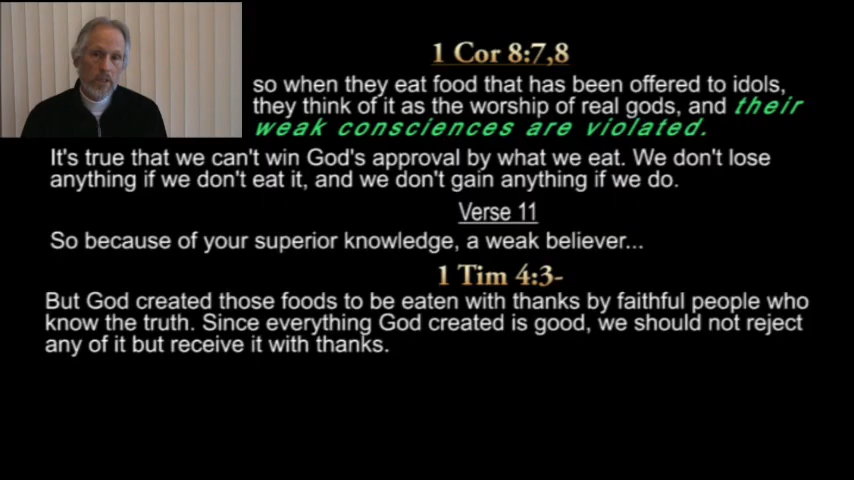 1 Cor 8:7,8
so when they eat food that has been offered to idols,
they think of it as the worship of real gods, and their
weak consciences are violated.
It's true that we can't win God's approval by what we eat. We don't lose
anything if we don't eat it, and we don't gain anything if we do.
Verse 11
So because of your superior knowledge, a weak believer...
1 Tim 4:3-
But God created those foods to be eaten with thanks by faithful people who
know the truth. Since everything God created is good, we should not reject
any of it but receive it with thanks.